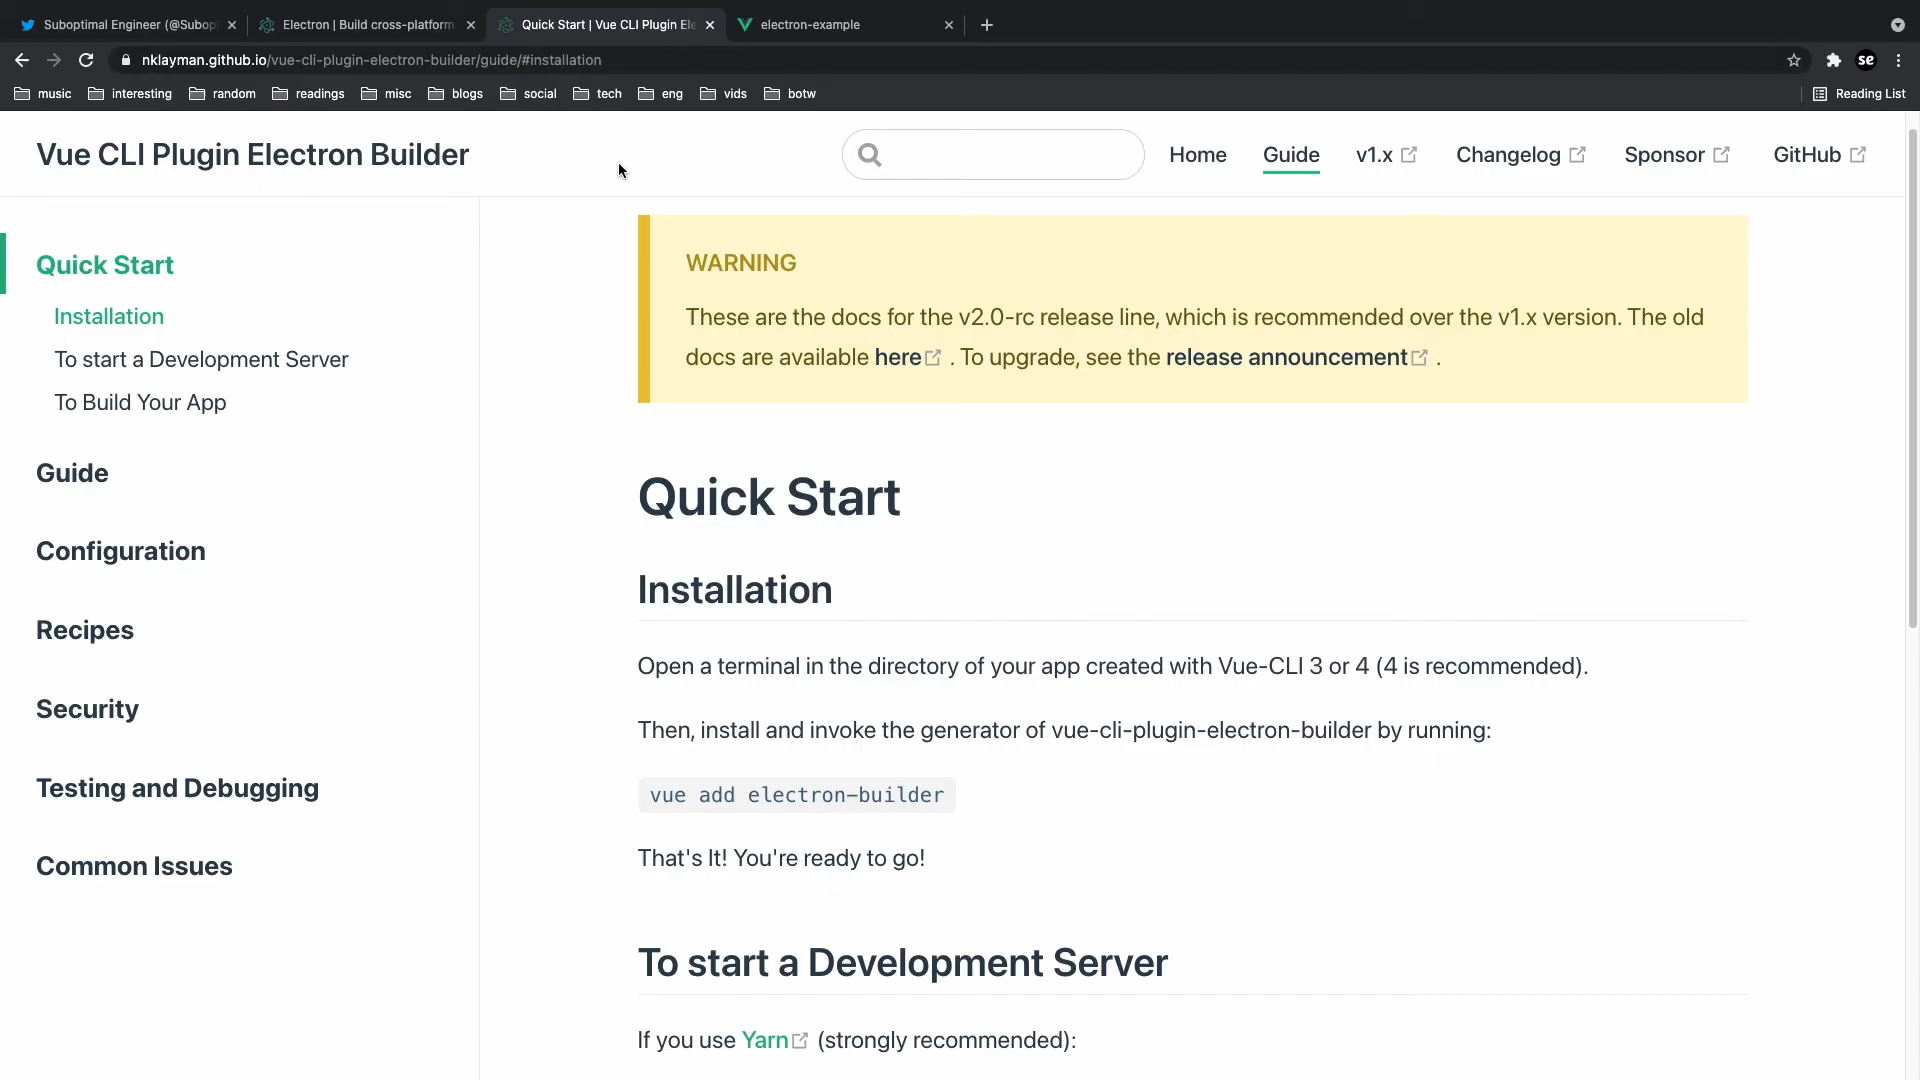 Suboptimal Engineer (@Subop
Electron | Build cross-platform
Quick Start | Vue CLI Plugin Ele
electron-example
nklayman.github.io/vue-cli-plugin-electron-builder/guide/#installation
se
music
interesting
random
readings
misc
blogs
social
tech
eng
vids
botw
Reading List
Vue CLI Plugin Electron Builder
Home
Guide
v1.x
Changelog
Sponsor
GitHub
Quick Start
Installation
To start a Development Server
To Build Your App
Guide
Configuration
Recipes
Security
Testing and Debugging
Common Issues
WARNING
These are the docs for the v2.0-rc release line, which is recommended over the v1.x version. The old
docs are available here . To upgrade, see the release announcement .
Quick Start
Installation
Open a terminal in the directory of your app created with Vue-CLI 3 or 4 (4 is recommended).
Then, install and invoke the generator of vue-cli-plugin-electron-builder by running:
vue add electron-builder
That's It! You're ready to go!
To start a Development Server
If you use Yarn (strongly recommended):